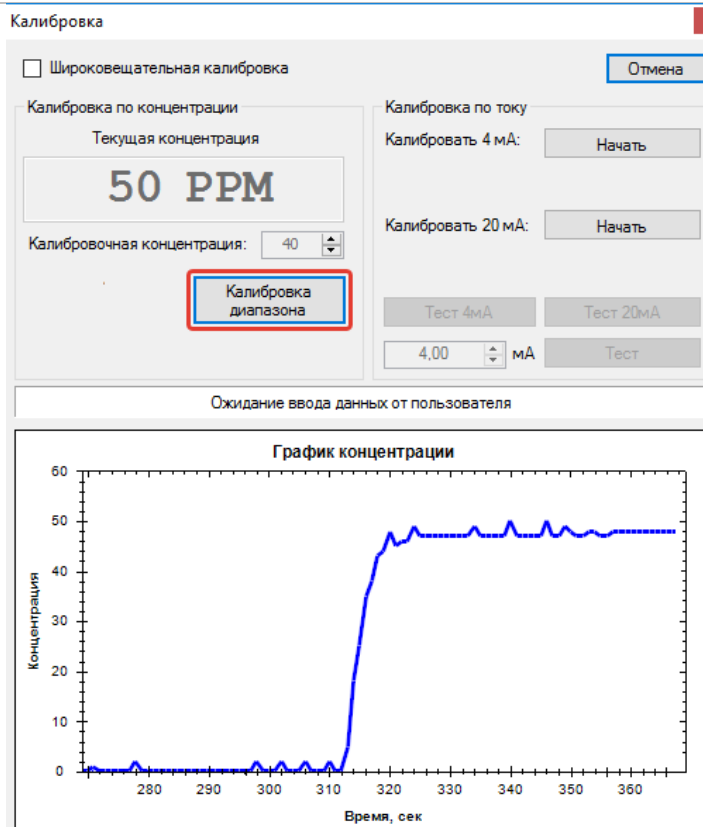 Калибровка
Широковещательная калибровка
Отмена
Калибровка по концентрации
Текущая концентрация
50 PPM
Калибровочная концентрация: 40
Калибровка
диапазона
Калибровка по току
Калибровать 4 мА: Начать
Калибровать 20 мА: Начать
Тест 4мА Тест 20мА
4,00 мА Тест
Ожидание ввода данных от пользователя
График концентрации
Концентрация
60
50
40
30
20
10
0
280 290 300 310 320 330 340 350 360
Время, сек